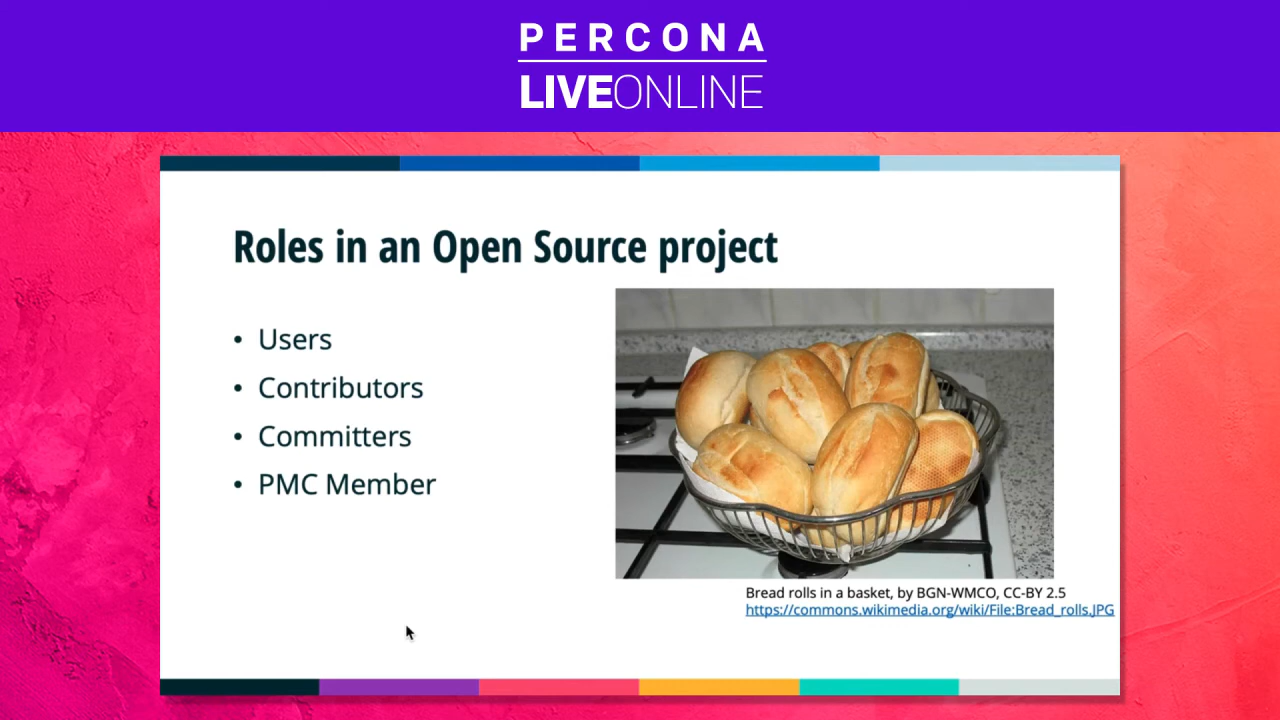 PERCONA
LIVEONLINE
Roles in an Open Source project
• Users
• Contributors
• Committers
• PMC Member
Bread rolls in a basket, by BGN-WMCO, CC-BY 2.5
https://commons.wikimedia.org/wiki/File:Bread_rolls.JPG